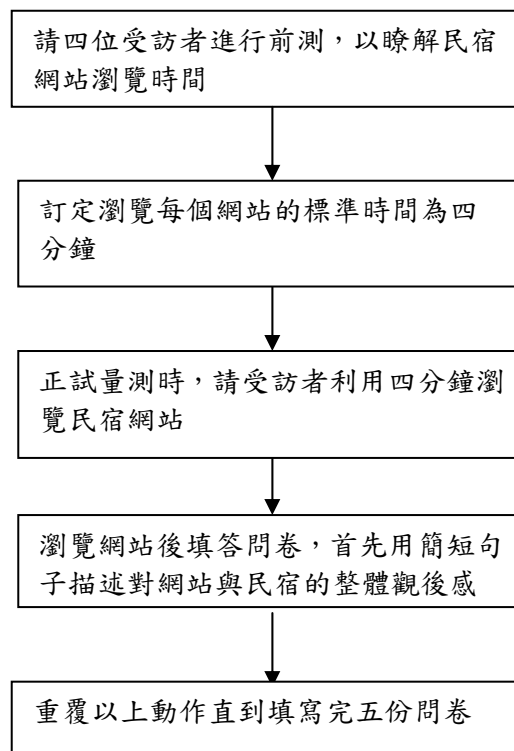 請四位受訪者進行前測，以瞭解民宿
網站瀏覽時間
訂定瀏覽每個網站的標準時間為四
分鐘
正試量測時，請受訪者利用四分鐘瀏
覽民宿網站
瀏覽網站後填答問卷，首先用簡短句
子描述對網站與民宿的整體觀後感
重覆以上動作直到填寫完五份問卷